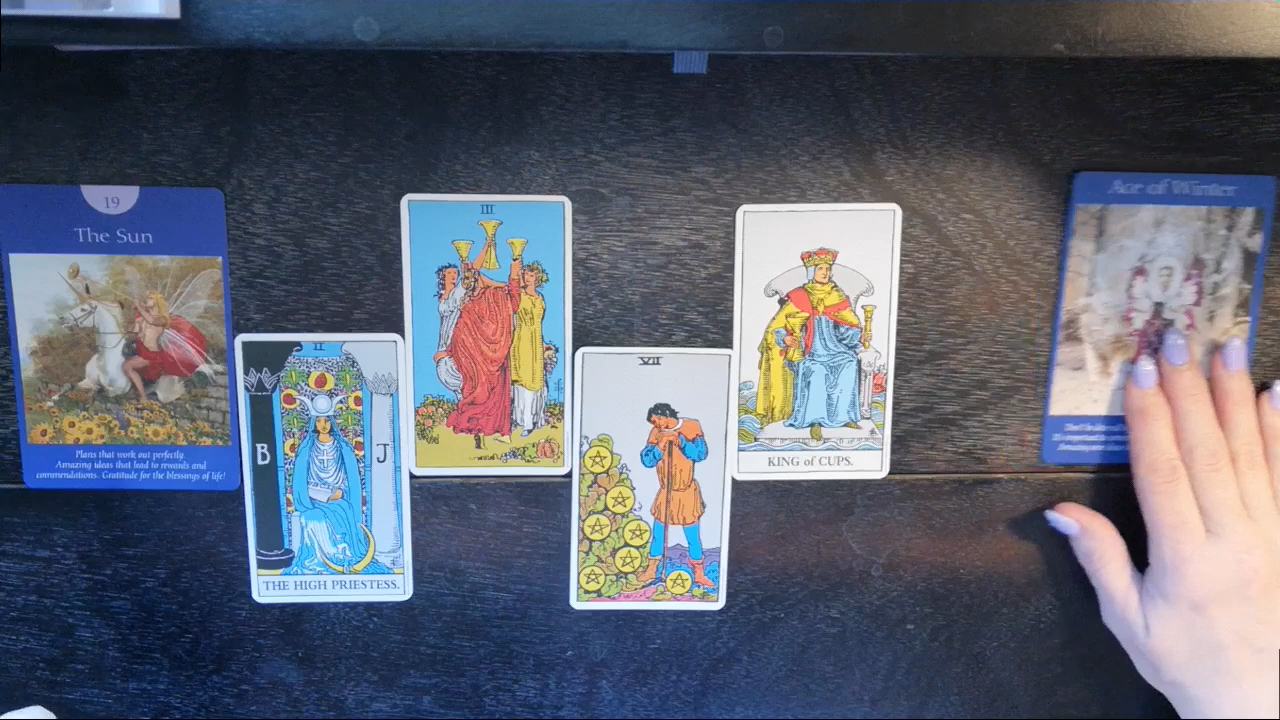 19
The Sun
Plans that work out perfectly.
Amazing ideas that lead to rewards and
commendations. Gratitude for the blessings of life!
II
B
J
THE HIGH PRIESTESS.
III
VII
KING of CUPS.
Ace of Winter